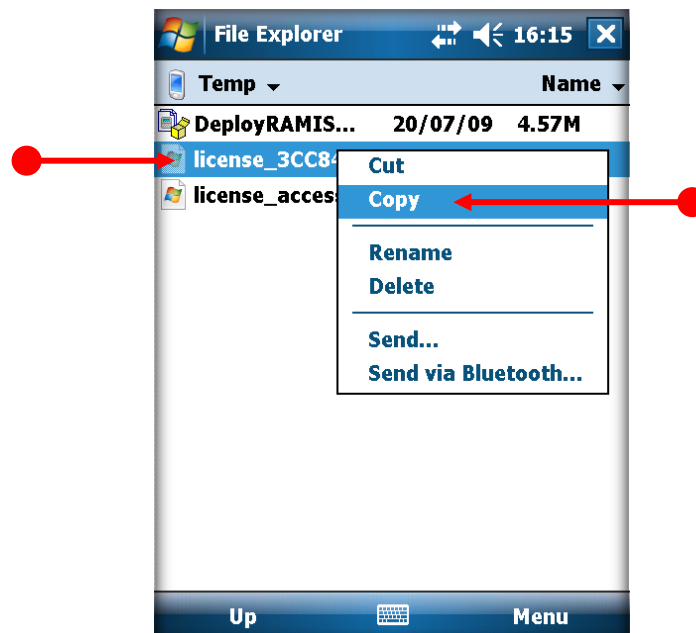 File Explorer 16:15
Temp Name
DeployRAMIS... 20/07/09 4.57M
license_3CC84
license_access
Cut
Copy
Rename
Delete
Send...
Send via Bluetooth...
Up Menu